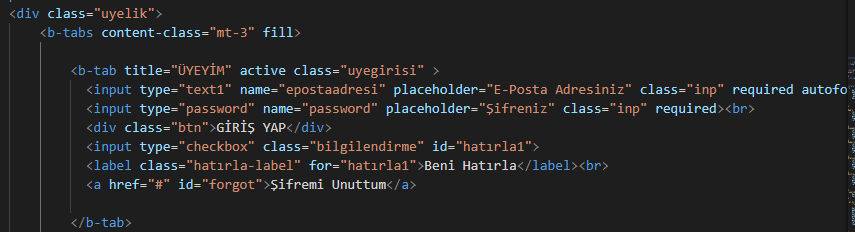 <div class="uyelik">
<b-tabs content-class="mt-3" fill>
<b-tab title="ÜYEYİM" active class="uyegirisi" >
<input type="text1" name="epostaadresi" placeholder="E-Posta Adresiniz" class="inp" required autofo
<input type="password" name="password" placeholder="Şifreniz" class="inp" required><br>
<div class="btn">GİRİŞ YAP</div>
<input type="checkbox" class="bilgilendirme" id="hatırla1">
<label class="hatırla-label" for="hatırla1">Beni Hatırla</label><br>
<a href="#" id="forgot">Şifremi Unuttum</a>
</b-tab>